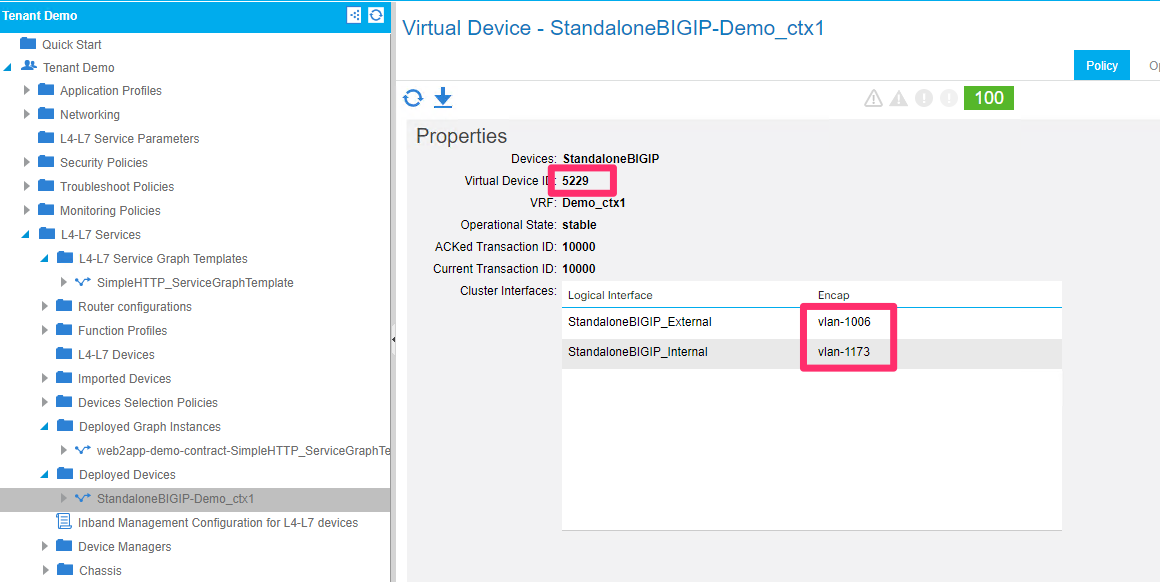 Tenant Demo
Quick Start
Tenant Demo
Application Profiles
Networking
L4-L7 Service Parameters
Security Policies
Troubleshoot Policies
Monitoring Policies
L4-L7 Services
L4-L7 Service Graph Templates
SimpleHTTP_ServiceGraphTemplate
Router configurations
Function Profiles
L4-L7 Devices
Imported Devices
Devices Selection Policies
Deployed Graph Instances
web2app-demo-contract-SimpleHTTP_ServiceGraphTe
Deployed Devices
StandaloneBIGIP-Demo_ctx1
Inband Management Configuration for L4-L7 devices
Device Managers
Chassis
Virtual Device - StandaloneBIGIP-Demo_ctx1
Policy Op
100
Properties
Devices: StandaloneBIGIP
Virtual Device ID: 5229
VRF: Demo_ctx1
Operational State: stable
ACKed Transaction ID: 10000
Current Transaction ID: 10000
Cluster Interfaces:
Logical Interface Encap
StandaloneBIGIP_External vlan-1006
StandaloneBIGIP_Internal vlan-1173